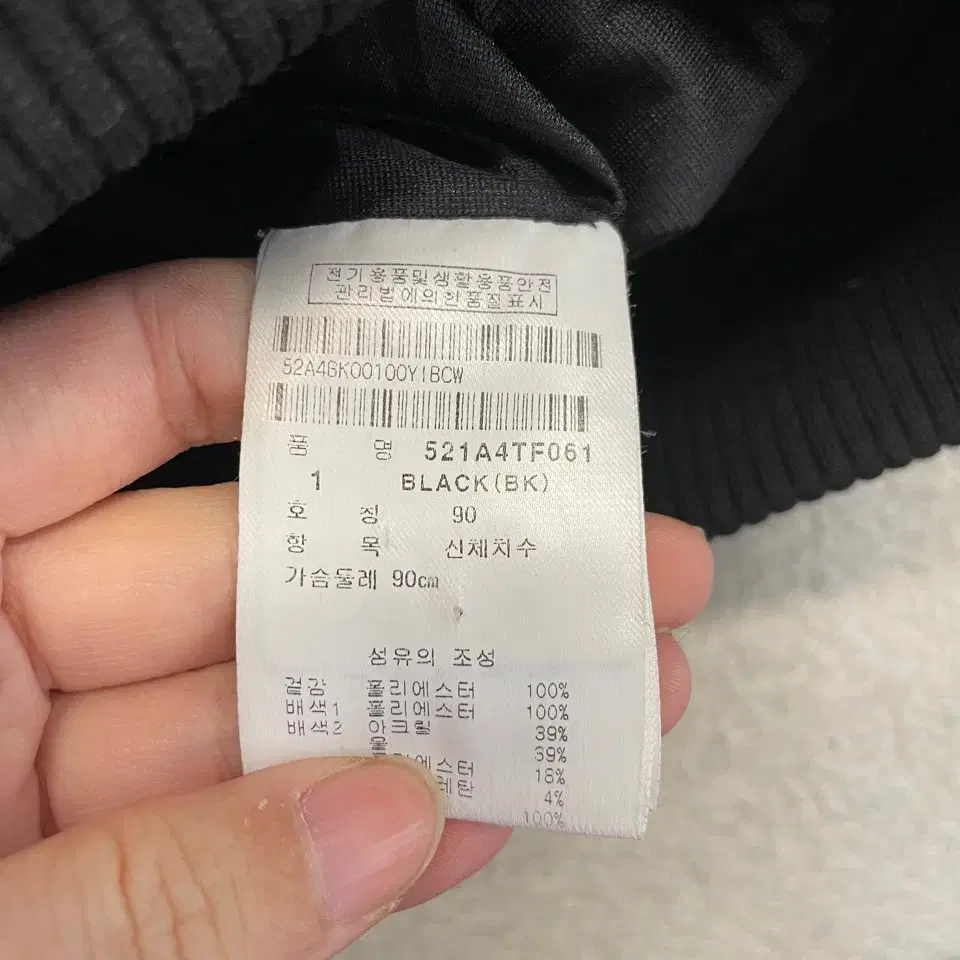 전기용품및생활용품안전
관리법에의한품질표시
52A4GK00100YIBCW
품 명 521A4TF061
1 BLACK(BK)
호 칭 90
항 목 신체치수
가슴둘레 90cm
섬유의 조성
겉감 폴리에스터 100%
배색1 폴리에스터 100%
배색2 아크릴 39%
울 39%
18%
4%
100%